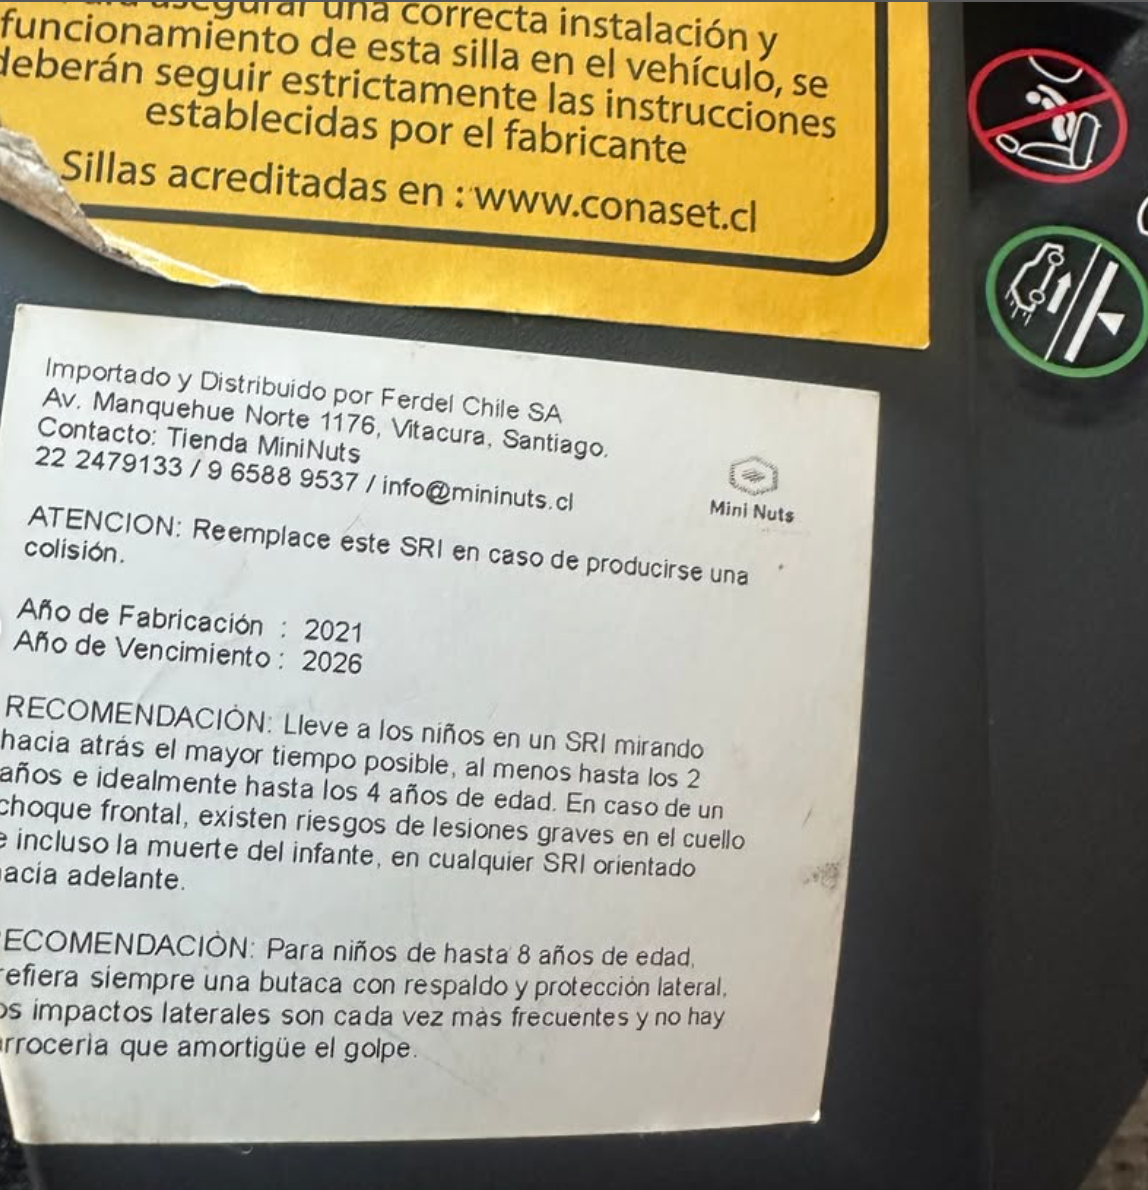 asegurar una correcta instalación y
funcionamiento de esta silla en el vehículo, se
deberán seguir estrictamente las instrucciones
establecidas por el fabricante
Sillas acreditadas en : www.conaset.cl
Importado y Distribuido por Ferdel Chile SA
Av. Manquehue Norte 1176, Vitacura, Santiago.
Contacto: Tienda MiniNuts
22 2479133 / 9 6588 9537 / info@mininuts.cl
Mini Nuts
ATENCION: Reemplace este SRI en caso de producirse una
colisión.
Año de Fabricación : 2021
Año de Vencimiento : 2026
RECOMENDACIÓN: Lleve a los niños en un SRI mirando
hacia atrás el mayor tiempo posible, al menos hasta los 2
años e idealmente hasta los 4 años de edad. En caso de un
choque frontal, existen riesgos de lesiones graves en el cuello
e incluso la muerte del infante, en cualquier SRI orientado
hacia adelante.
RECOMENDACIÓN: Para niños de hasta 8 años de edad,
refiera siempre una butaca con respaldo y protección lateral,
os impactos laterales son cada vez más frecuentes y no hay
arrocería que amortigüe el golpe.